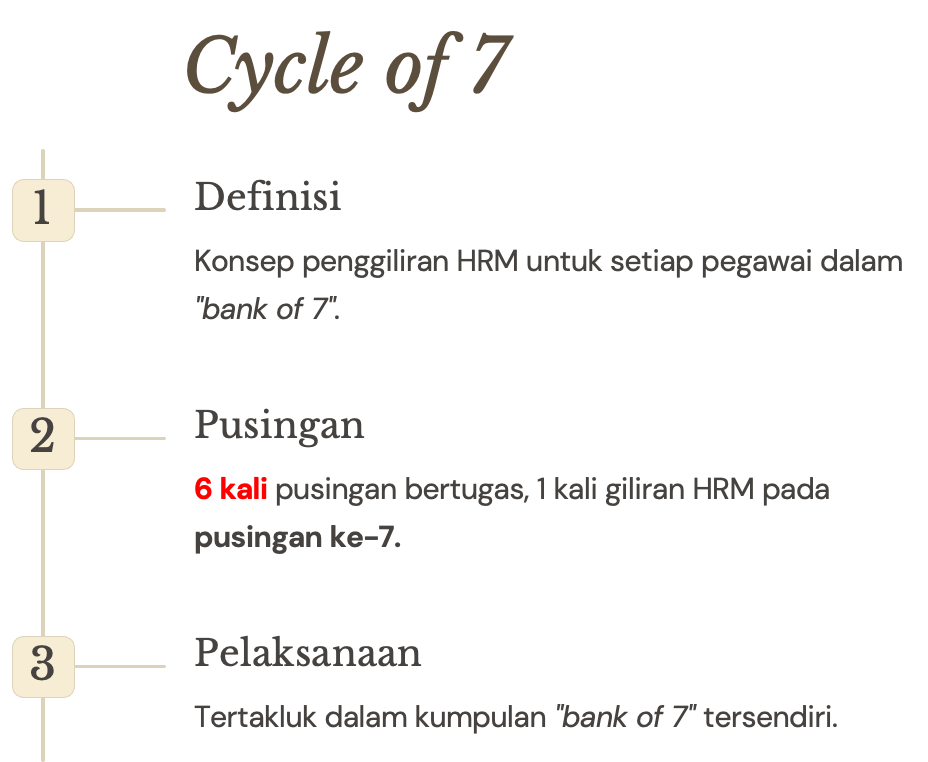 Cycle of 7
1
Definisi
Konsep penggiliran HRM untuk setiap pegawai dalam
"bank of 7".
2
Pusingan
6 kali pusingan bertugas, 1 kali giliran HRM pada
pusingan ke-7.
3
Pelaksanaan
Tertakluk dalam kumpulan "bank of 7" tersendiri.